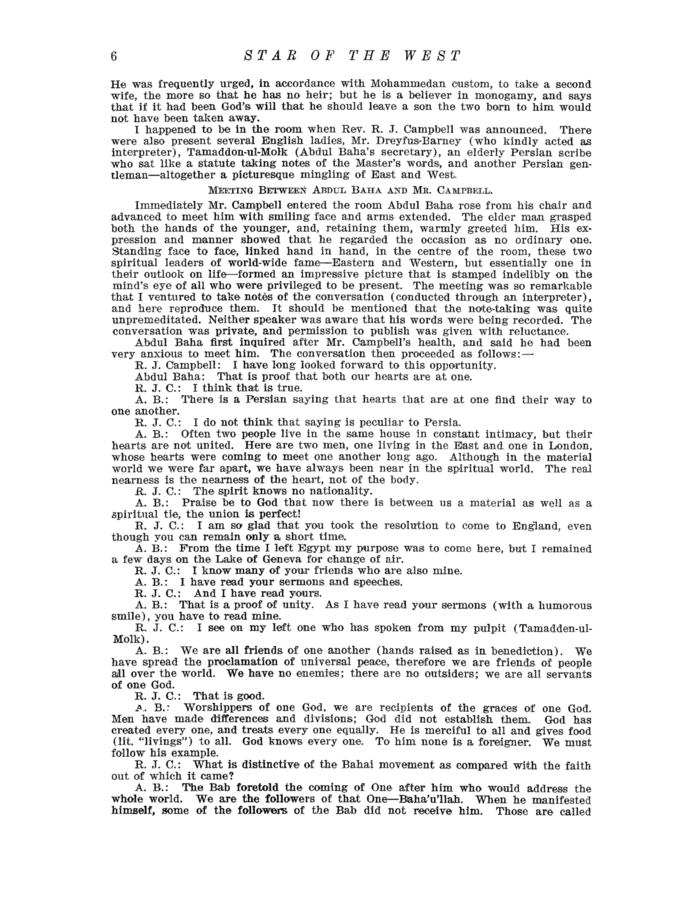 6
STAR OF THE WEST
He was frequently urged, in accordance with Mohammedan custom, to take a second
wife, the more so that he has no heir; but he is a believer in monogamy, and says
that if it had been God's will that he should leave a son the two born to him would
not have been taken away.
I happened to be in the room when Rev. R. J. Campbell was announced. There
were also present several English ladies, Mr. Dreyfus-Barney (who kindly acted as
interpreter), Tamaddon-ul-Molk (Abdul Baha's secretary), an elderly Persian scribe
who sat like a statute taking notes of the Master's words, and another Persian gen-
tleman—altogether a picturesque mingling of East and West.
MEETING BETWEEN ABDUL BAHA AND MR. CAMPBELL.
Immediately Mr. Campbell entered the room Abdul Baha rose from his chair and
advanced to meet him with smiling face and arms extended. The elder man grasped
both the hands of the younger, and, retaining them, warmly greeted him. His ex-
pression and manner showed that he regarded the occasion as no ordinary one.
Standing face to face, linked hand in hand, in the centre of the room, these two
spiritual leaders of world-wide fame—Eastern and Western, but essentially one in
their outlook on life—formed an impressive picture that is stamped indelibly on the
mind's eye of all who were privileged to be present. The meeting was so remarkable
that I ventured to take notes of the conversation (conducted through an interpreter),
and here reproduce them. It should be mentioned that the note-taking was quite
unpremeditated. Neither speaker was aware that his words were being recorded. The
conversation was private, and permission to publish was given with reluctance.
Abdul Baha first inquired after Mr. Campbell's health, and said he had been
very anxious to meet him. The conversation then proceeded as follows:—
R. J. Campbell: I have long looked forward to this opportunity.
Abdul Baha: That is proof that both our hearts are at one.
R. J. C.: I think that is true.
A. B.: There is a Persian saying that hearts that are at one find their way to
one another.
R. J. C.: I do not think that saying is peculiar to Persia.
A. B.: Often two people live in the same house in constant intimacy, but their
hearts are not united. Here are two men, one living in the East and one in London,
whose hearts were coming to meet one another long ago. Although in the material
world we were far apart, we have always been near in the spiritual world. The real
nearness is the nearness of the heart, not of the body.
R. J. C.: The spirit knows no nationality.
A. B.: Praise be to God that now there is between us a material as well as a
spiritual tie, the union is perfect!
R. J. C.: I am so glad that you took the resolution to come to England, even
though you can remain only a short time.
A. B.: From the time I left Egypt my purpose was to come here, but I remained
a few days on the Lake of Geneva for change of air.
R. J. C.: I know many of your friends who are also mine.
A. B.: I have read your sermons and speeches.
R. J. C.: And I have read yours.
A. B.: That is a proof of unity. As I have read your sermons (with a humorous
smile), you have to read mine.
R. J. C.: I see on my left one who has spoken from my pulpit (Tamadden-ul-
Molk).
A. B.: We are all friends of one another (hands raised as in benediction). We
have spread the proclamation of universal peace, therefore we are friends of people
all over the world. We have no enemies; there are no outsiders; we are all servants
of one God.
R. J. C.: That is good.
A. B.: Worshippers of one God, we are recipients of the graces of one God.
Men have made differences and divisions; God did not establish them. God has
created every one, and treats every one equally. He is merciful to all and gives food
(lit. "livings") to all. God knows every one. To him none is a foreigner. We must
follow his example.
R. J. C.: What is distinctive of the Bahai movement as compared with the faith
out of which it came?
A. B.: The Bab foretold the coming of One after him who would address the
whole world. We are the followers of that One—Baha'u'llah. When he manifested
himself, some of the followers of the Bab did not receive him. Those are called